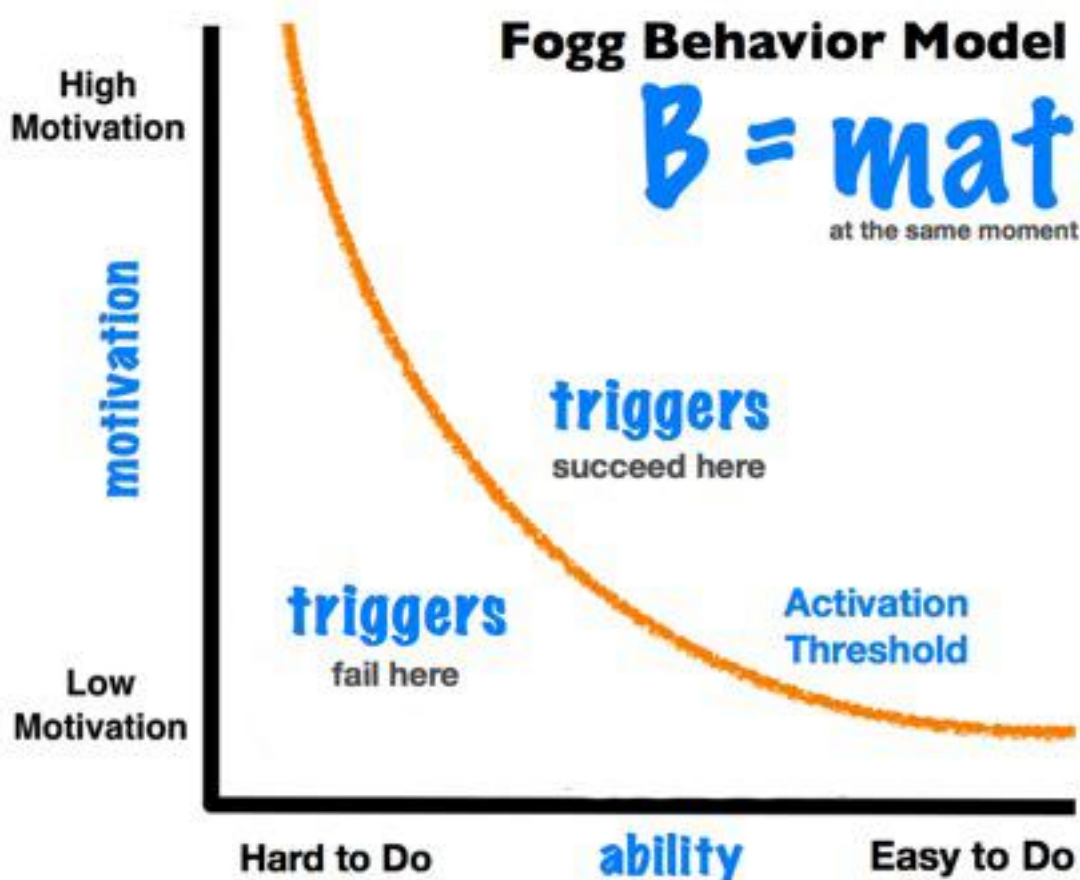 Fogg Behavior Model
B = mat
at the same moment
High
Motivation
motivation
triggers
succeed here
triggers
fail here
Activation
Threshold
Low
Motivation
Hard to Do
ability
Easy to Do